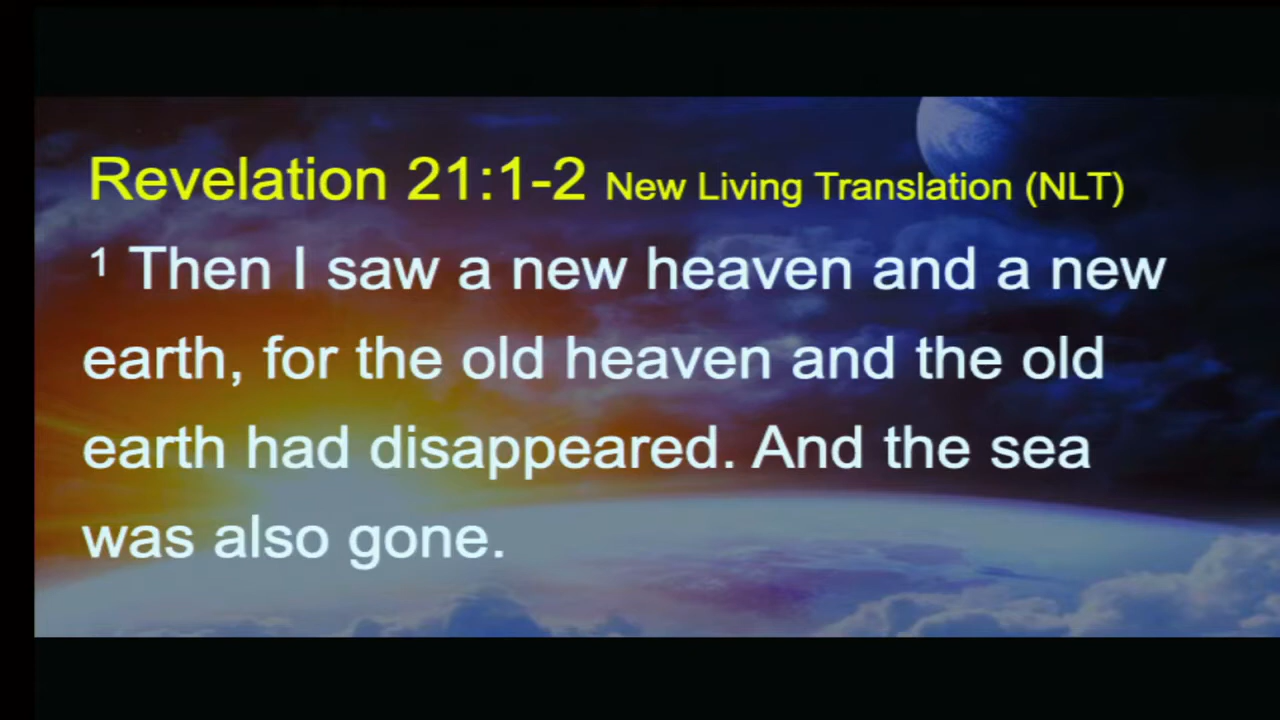 Revelation 21:1-2 New Living Translation (NLT)
1 Then I saw a new heaven and a new
earth, for the old heaven and the old
earth had disappeared. And the sea
was also gone.